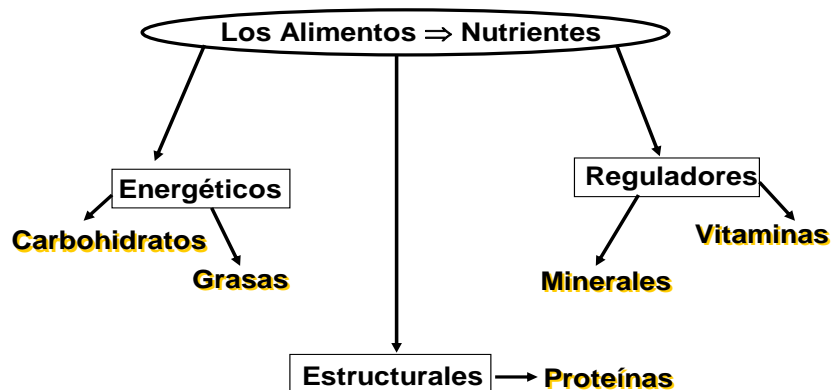 Los Alimentos ⇒ Nutrientes
Energéticos
Reguladores
Carbohidratos
Vitaminas
Grasas
Minerales
Estructurales
Proteínas